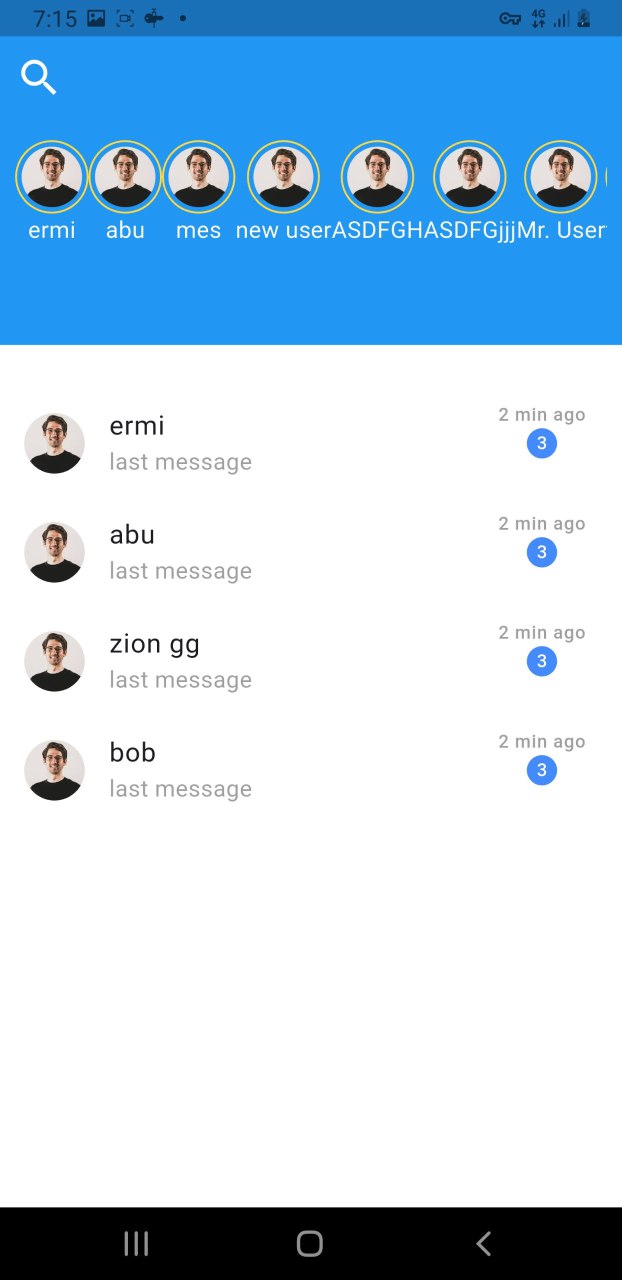 7:15 4G
ermi abu mes new userASDFGHASDFGjjjMr. User
ermi 2 min ago
last message 3
abu 2 min ago
last message 3
zion gg 2 min ago
last message 3
bob 2 min ago
last message 3